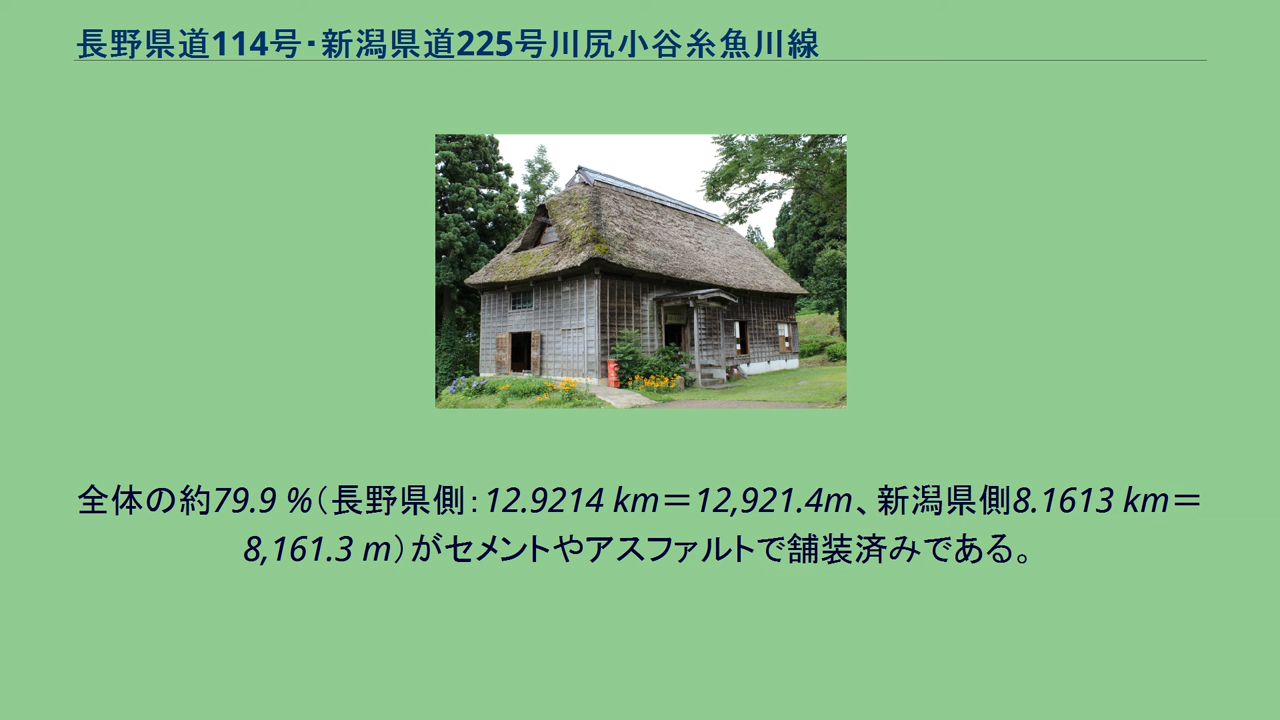 長野県道114号・新潟県道225号川尻小谷糸魚川線
全体の約79.9 %（長野県側：12.9214 km＝12,921.4m、新潟県側8.1613 km＝
8,161.3 m）がセメントやアスファルトで舗装済みである。